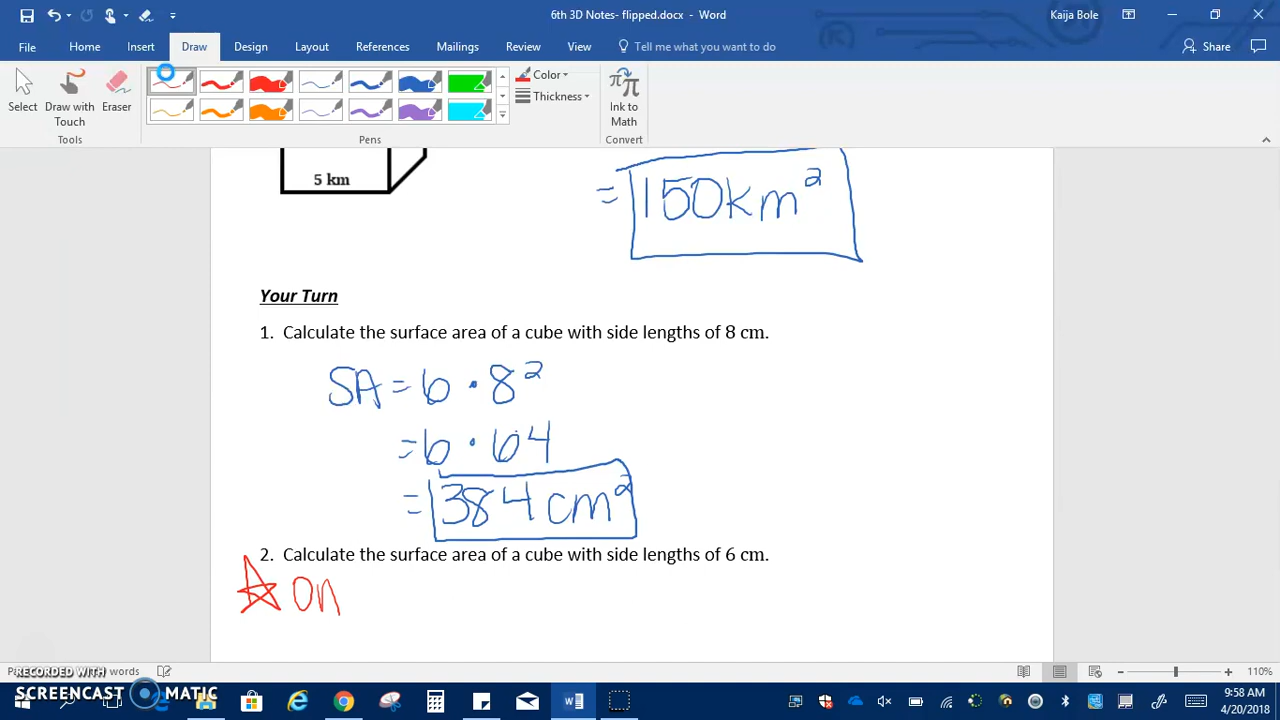 6th 3D Notes- flipped.docx - Word
Kaija Bole
File Home Insert Draw Design Layout References Mailings Review View Tell me what you want to do Share
Select
Draw with Touch
Eraser
Color
Thickness
Ink to Math
Tools
Pens
Convert
5 km
= 150km²
Your Turn
1. Calculate the surface area of a cube with side lengths of 8 cm.
SA = 6 · 8²
= 6 · 64
= 384 cm²
2. Calculate the surface area of a cube with side lengths of 6 cm.
On
words
110%
RECORDED WITH
SCREENCAST MATIC
9:58 AM
4/20/2018